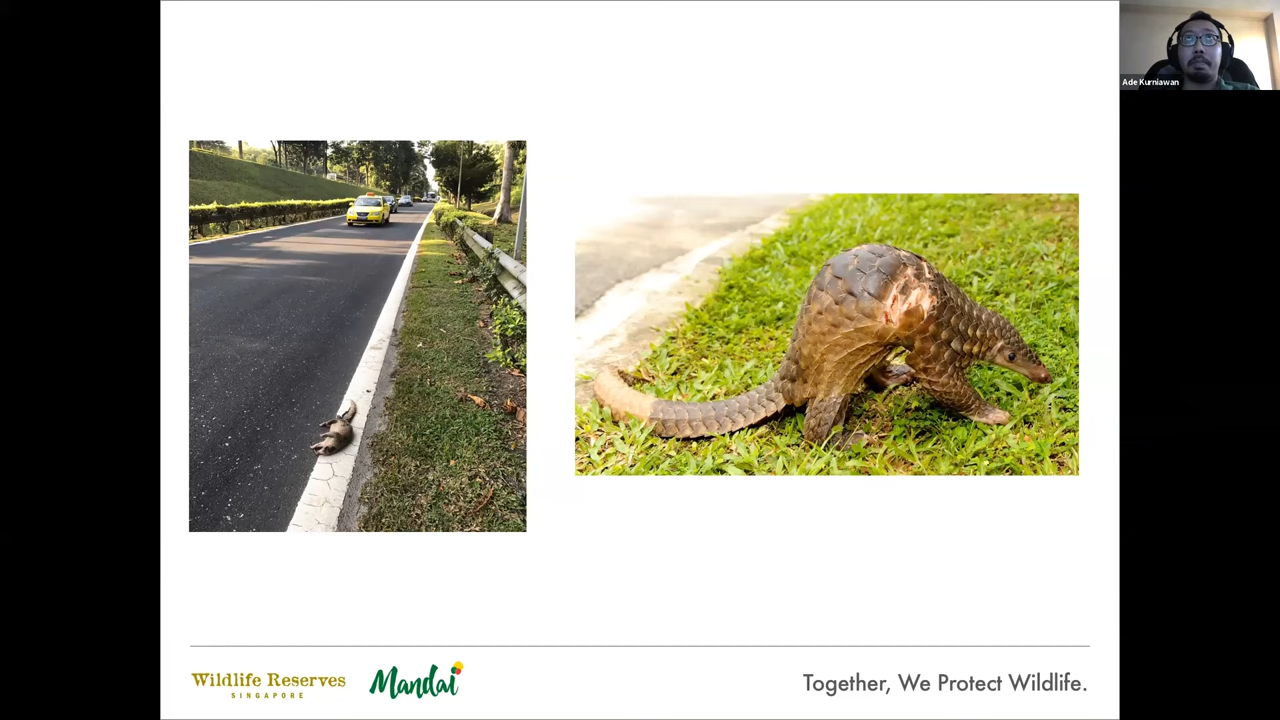 Ade Kurniawan
Wildlife Reserves
SINGAPORE
Mandai
Together, We Protect Wildlife.